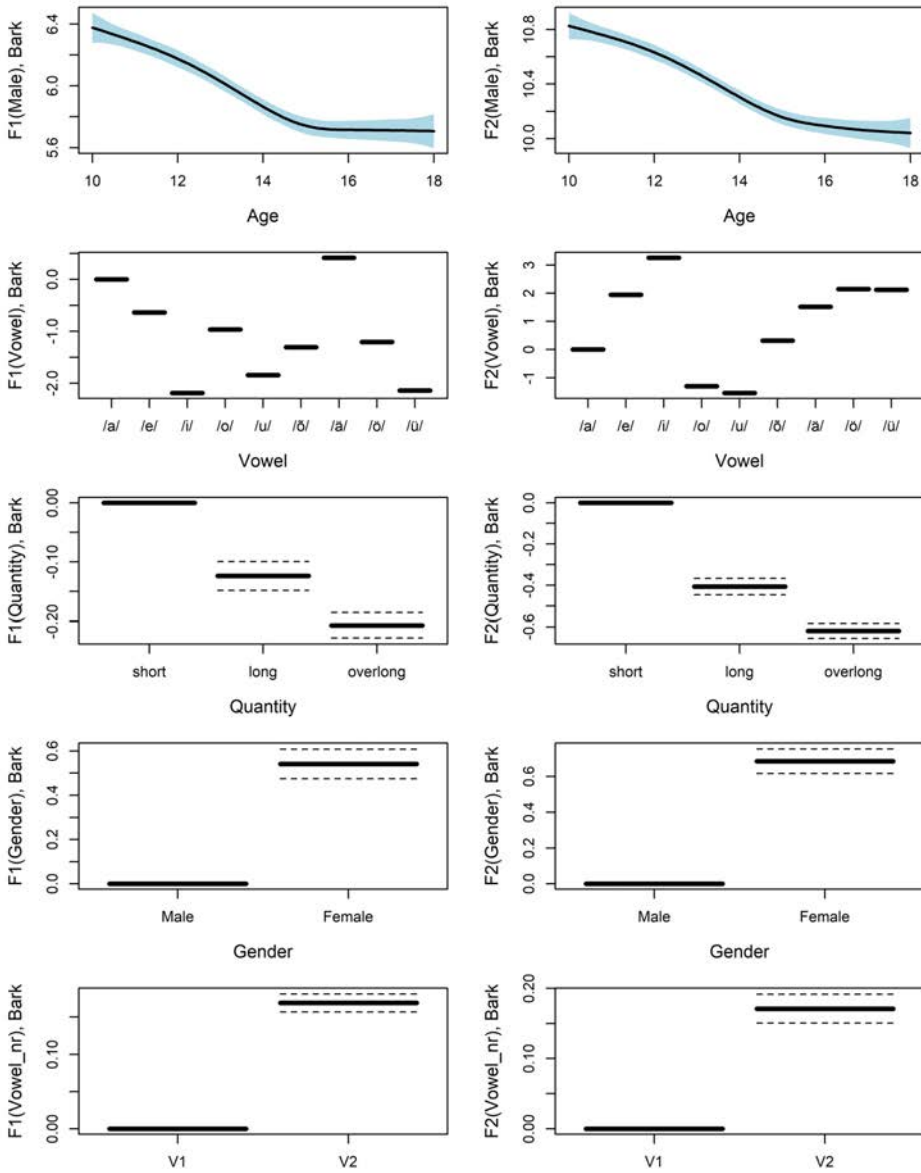 F1(Male), Bark
5.6 6.0 6.4
10 12 14 16 18
Age
F2(Male), Bark
10.0 10.4 10.8
10 12 14 16 18
Age
F1(Vowel), Bark
-2.0 -1.0 0.0
/a/ /e/ /i/ /o/ /u/ /õ/ /ä/ /ö/ /ü/
Vowel
F2(Vowel), Bark
-1 0 1 2 3
/a/ /e/ /i/ /o/ /u/ /õ/ /ä/ /ö/ /ü/
Vowel
F1(Quantity), Bark
-0.20 -0.10 0.00
short long overlong
Quantity
F2(Quantity), Bark
-0.6 -0.4 -0.2 0.0
short long overlong
Quantity
F1(Gender), Bark
0.0 0.2 0.4 0.6
Male Female
Gender
F2(Gender), Bark
0.0 0.2 0.4 0.6
Male Female
Gender
F1(Vowel_nr), Bark
0.00 0.10
V1 V2
F2(Vowel_nr), Bark
0.00 0.10 0.20
V1 V2